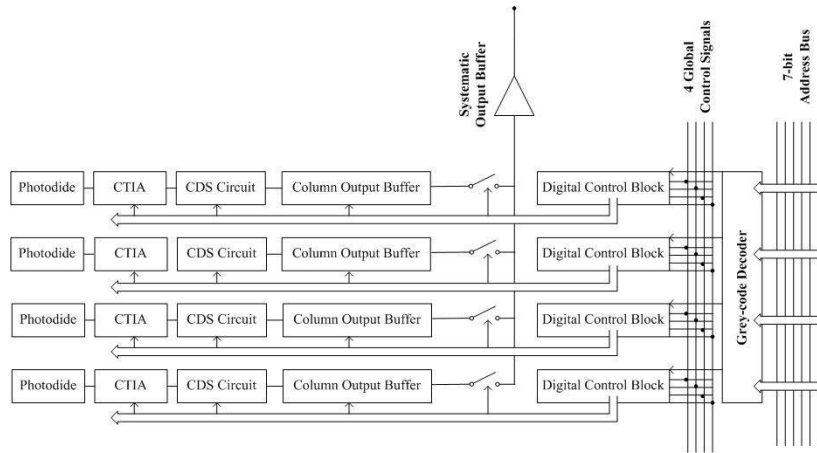 Systematic
Output Buffer
4 Global
Control Signals
7-bit
Address Bus
Photodide CTIA CDS Circuit Column Output Buffer Digital Control Block
Photodide CTIA CDS Circuit Column Output Buffer Digital Control Block
Photodide CTIA CDS Circuit Column Output Buffer Digital Control Block
Photodide CTIA CDS Circuit Column Output Buffer Digital Control Block
Grey-code Decoder